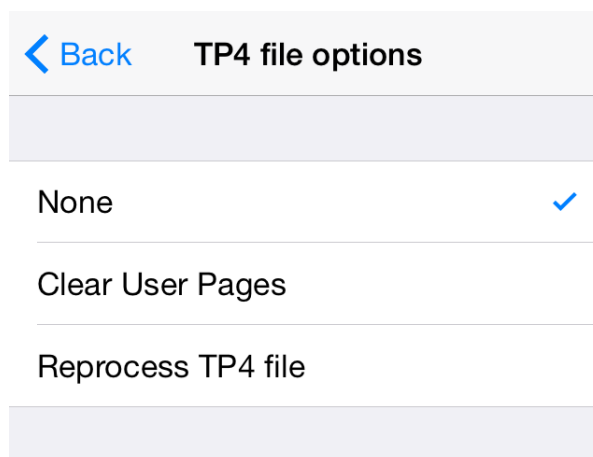 Back TP4 file options
None
Clear User Pages
Reprocess TP4 file